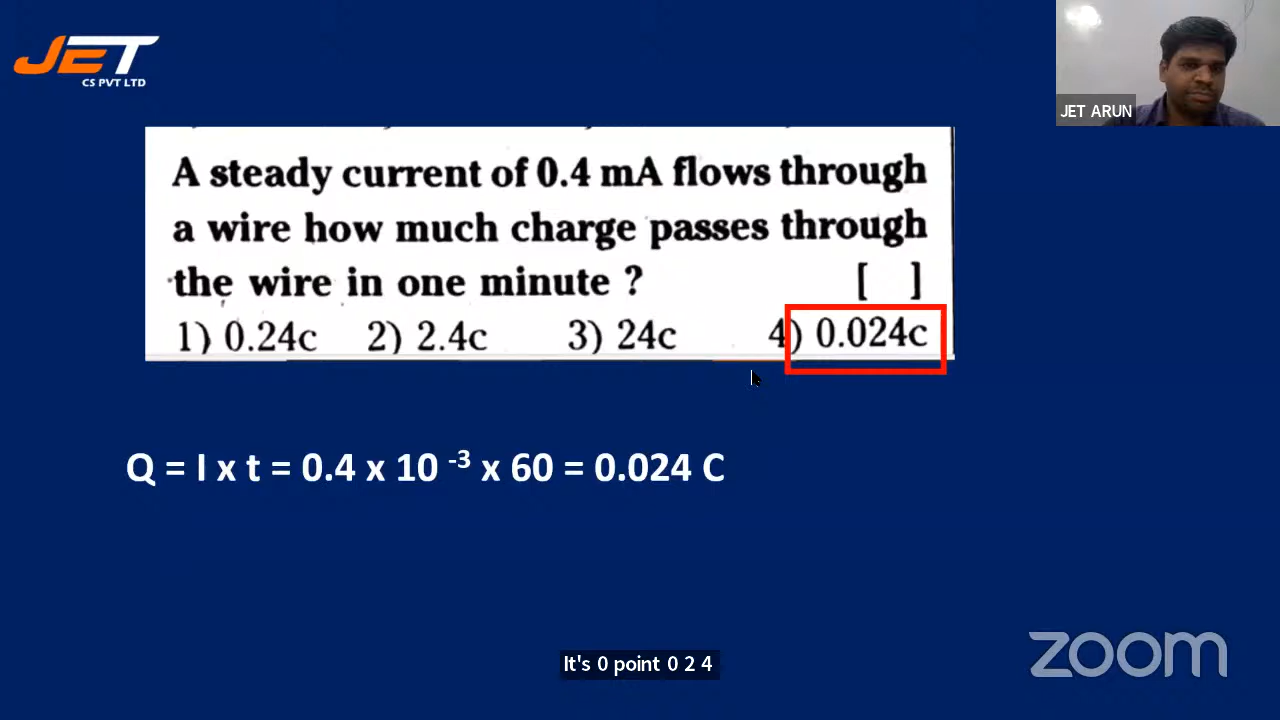 JET
CS PVT LTD
JET ARUN
A steady current of 0.4 mA flows through
a wire how much charge passes through
the wire in one minute ? [ ]
1) 0.24c 2) 2.4c 3) 24c 4) 0.024c
Q = I x t = 0.4 x 10 -3 x 60 = 0.024 C
It's 0 point 0 2 4
zoom